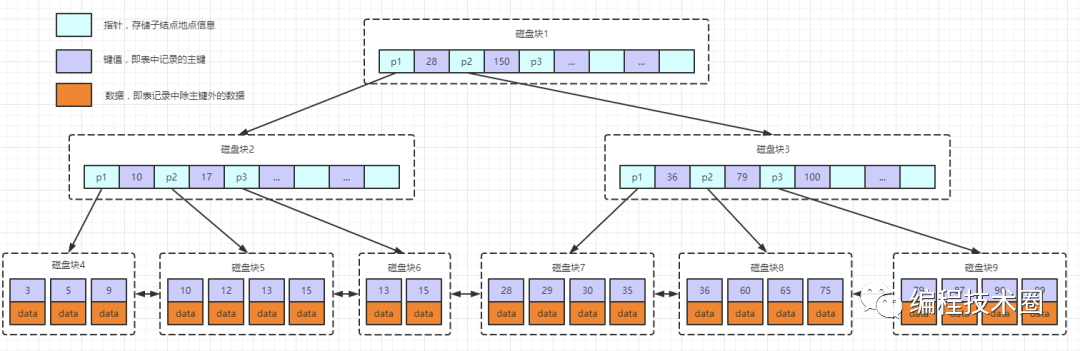 指针，存储子结点地点信息
键值，即表中记录的主键
数据，即表记录中除主键外的数据
磁盘块1
p1 28 p2 150 p3 ... ...
磁盘块2
p1 10 p2 17 p3 ... ...
磁盘块3
p1 36 p2 79 p3 100 ...
磁盘块4
3 5 9
data data data
磁盘块5
10 12 13 15
data data data data
磁盘块6
13 15
data data
磁盘块7
28 29 30 35
data data data data
磁盘块8
36 60 65 75
data data data data
磁盘块9
79 90
data data data data
编程技术圈